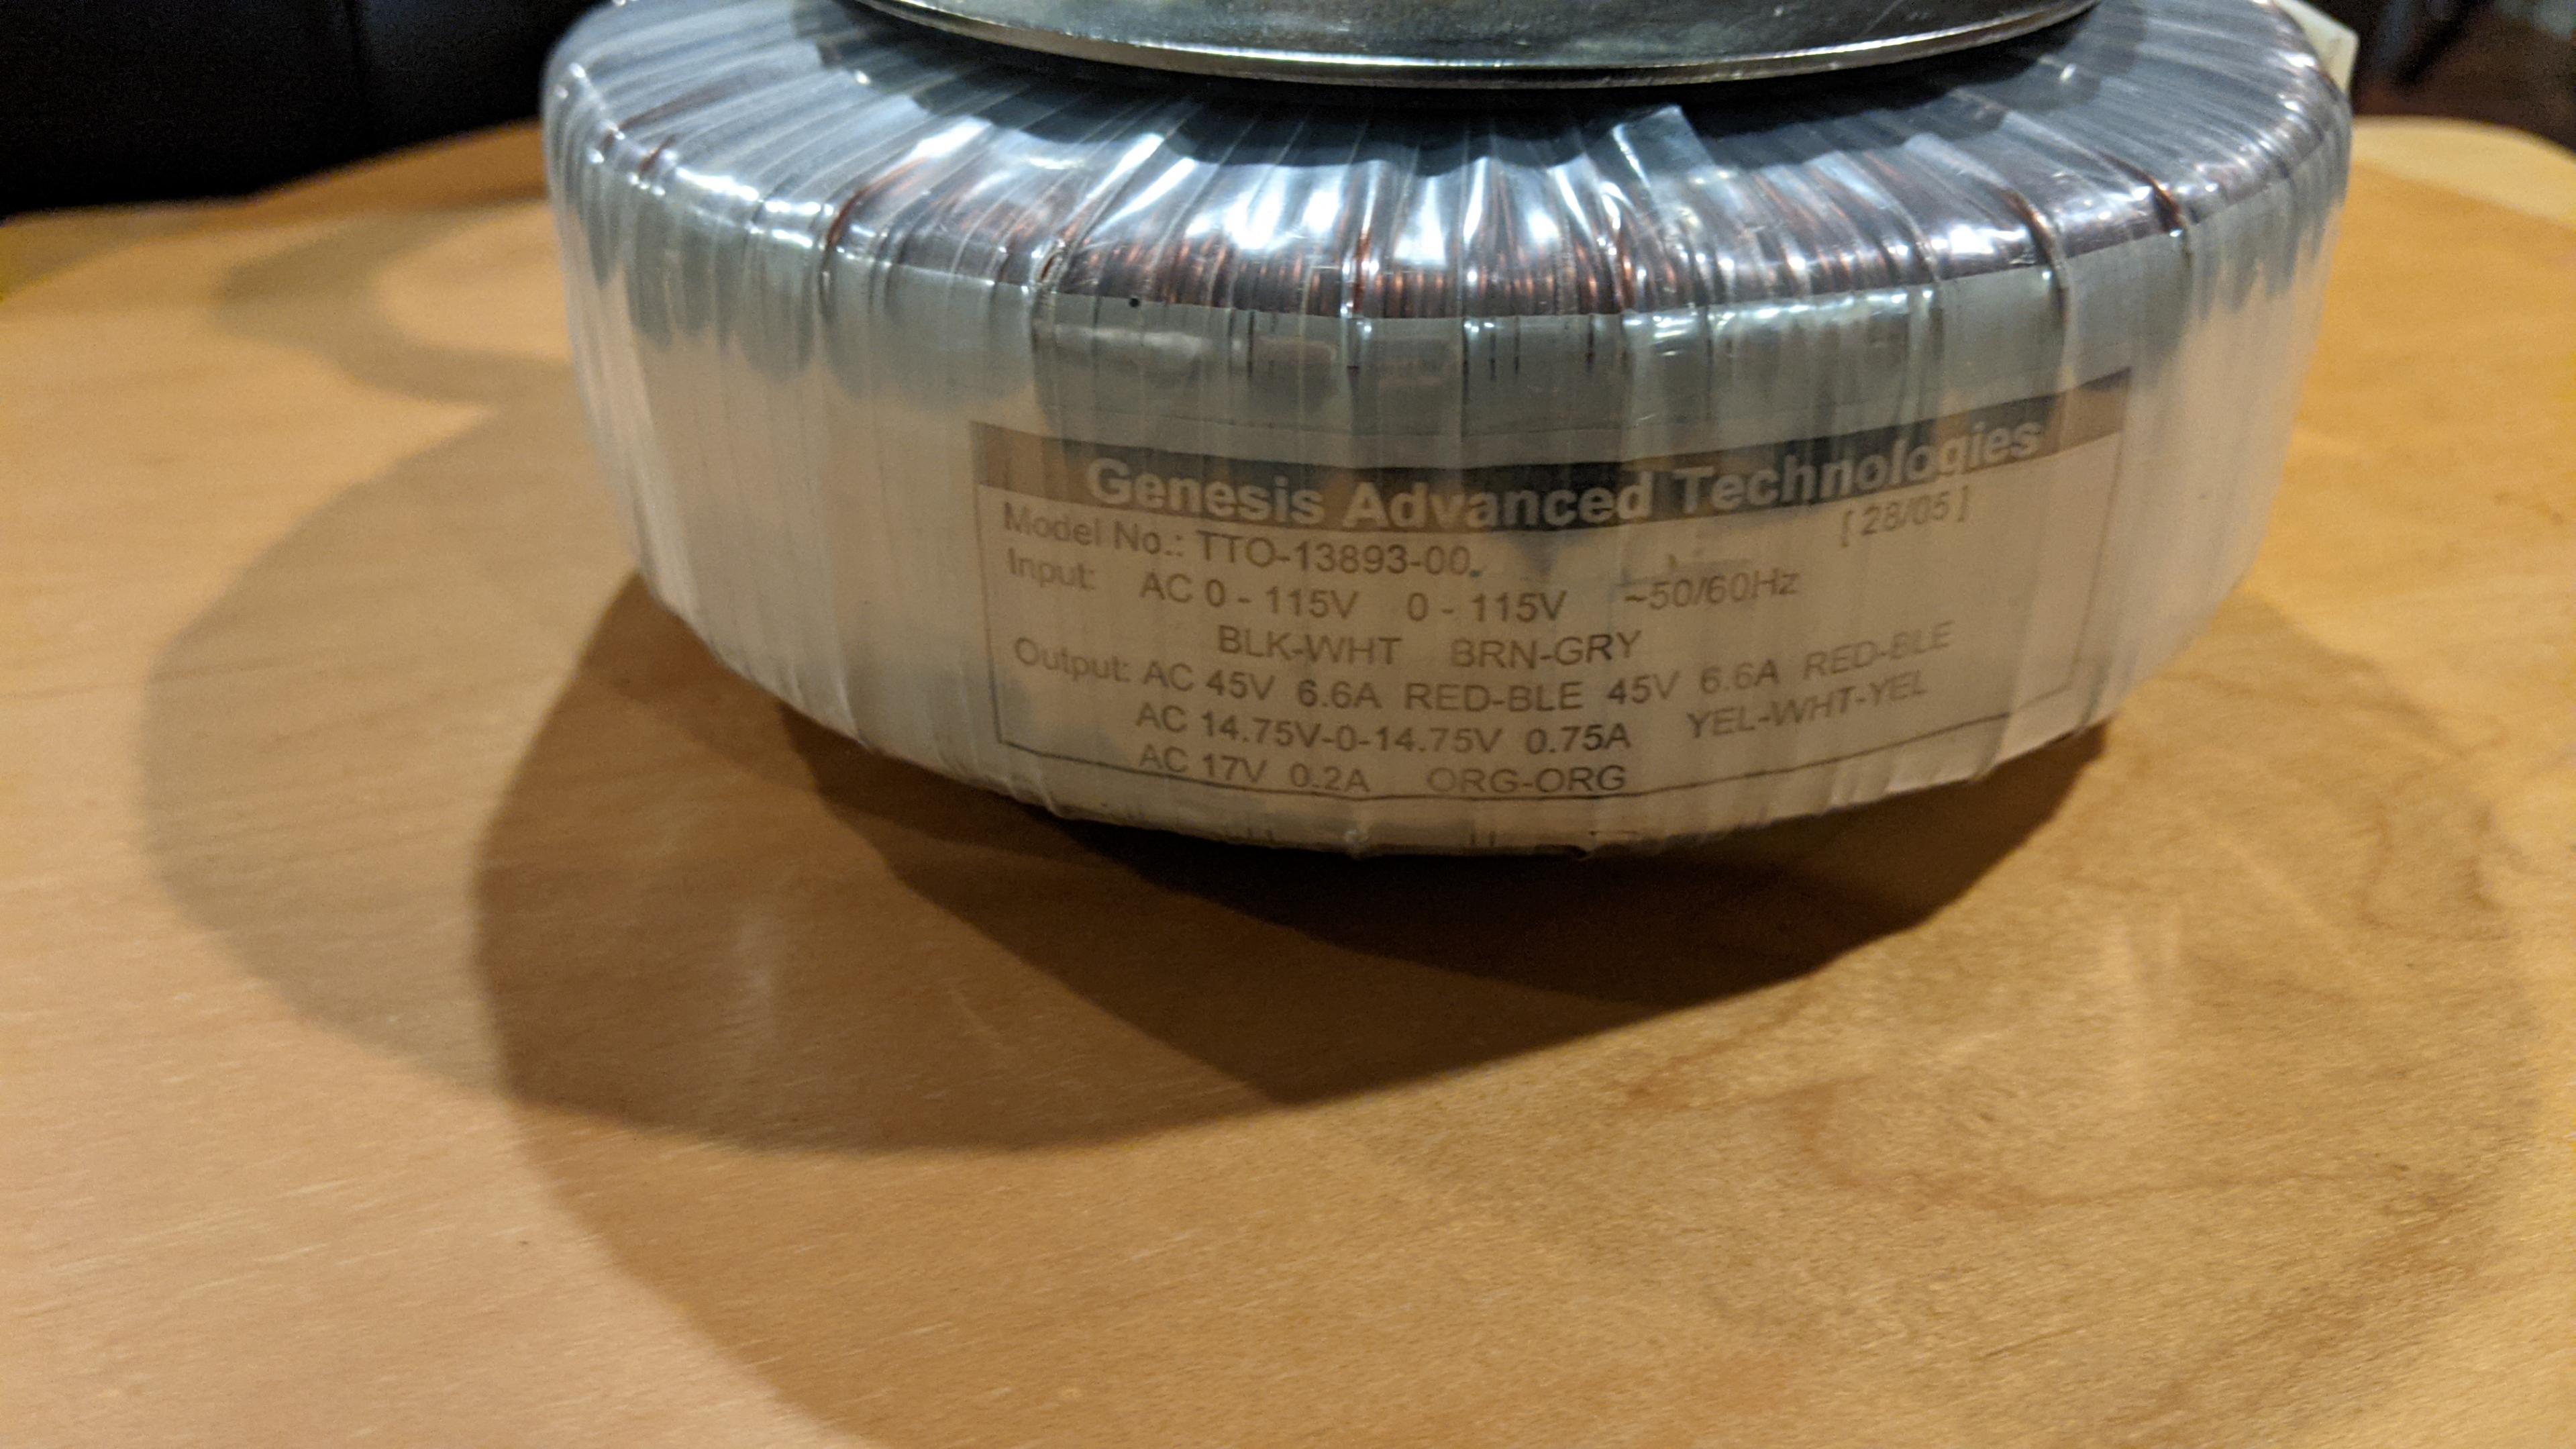 Genesis Advanced Technologies
Model No.: TTO-13893-00. [ 28/05 ]
Input: AC 0 - 115V 0 - 115V ~50/60Hz
BLK-WHT BRN-GRY
Output: AC 45V 6.6A RED-BLE 45V 6.6A RED-BLE
AC 14.75V-0-14.75V 0.75A YEL-WHT-YEL
AC 17V 0.2A ORG-ORG